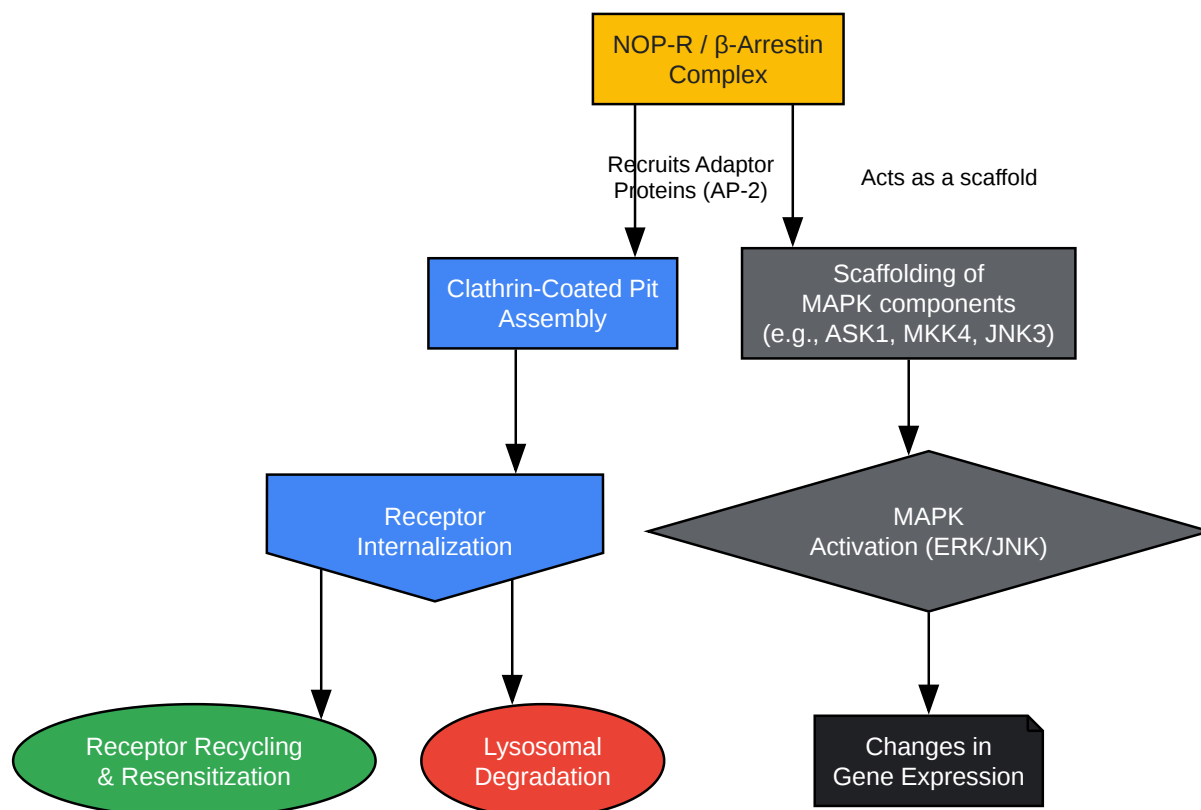 NOP-R / β-Arrestin
Complex
Recruits Adaptor
Proteins (AP-2)
Acts as a scaffold
Clathrin-Coated Pit
Assembly
Scaffolding of
MAPK components
(e.g., ASK1, MKK4, JNK3)
Receptor
Internalization
MAPK
Activation (ERK/JNK)
Receptor Recycling
& Resensitization
Lysosomal
Degradation
Changes in
Gene Expression